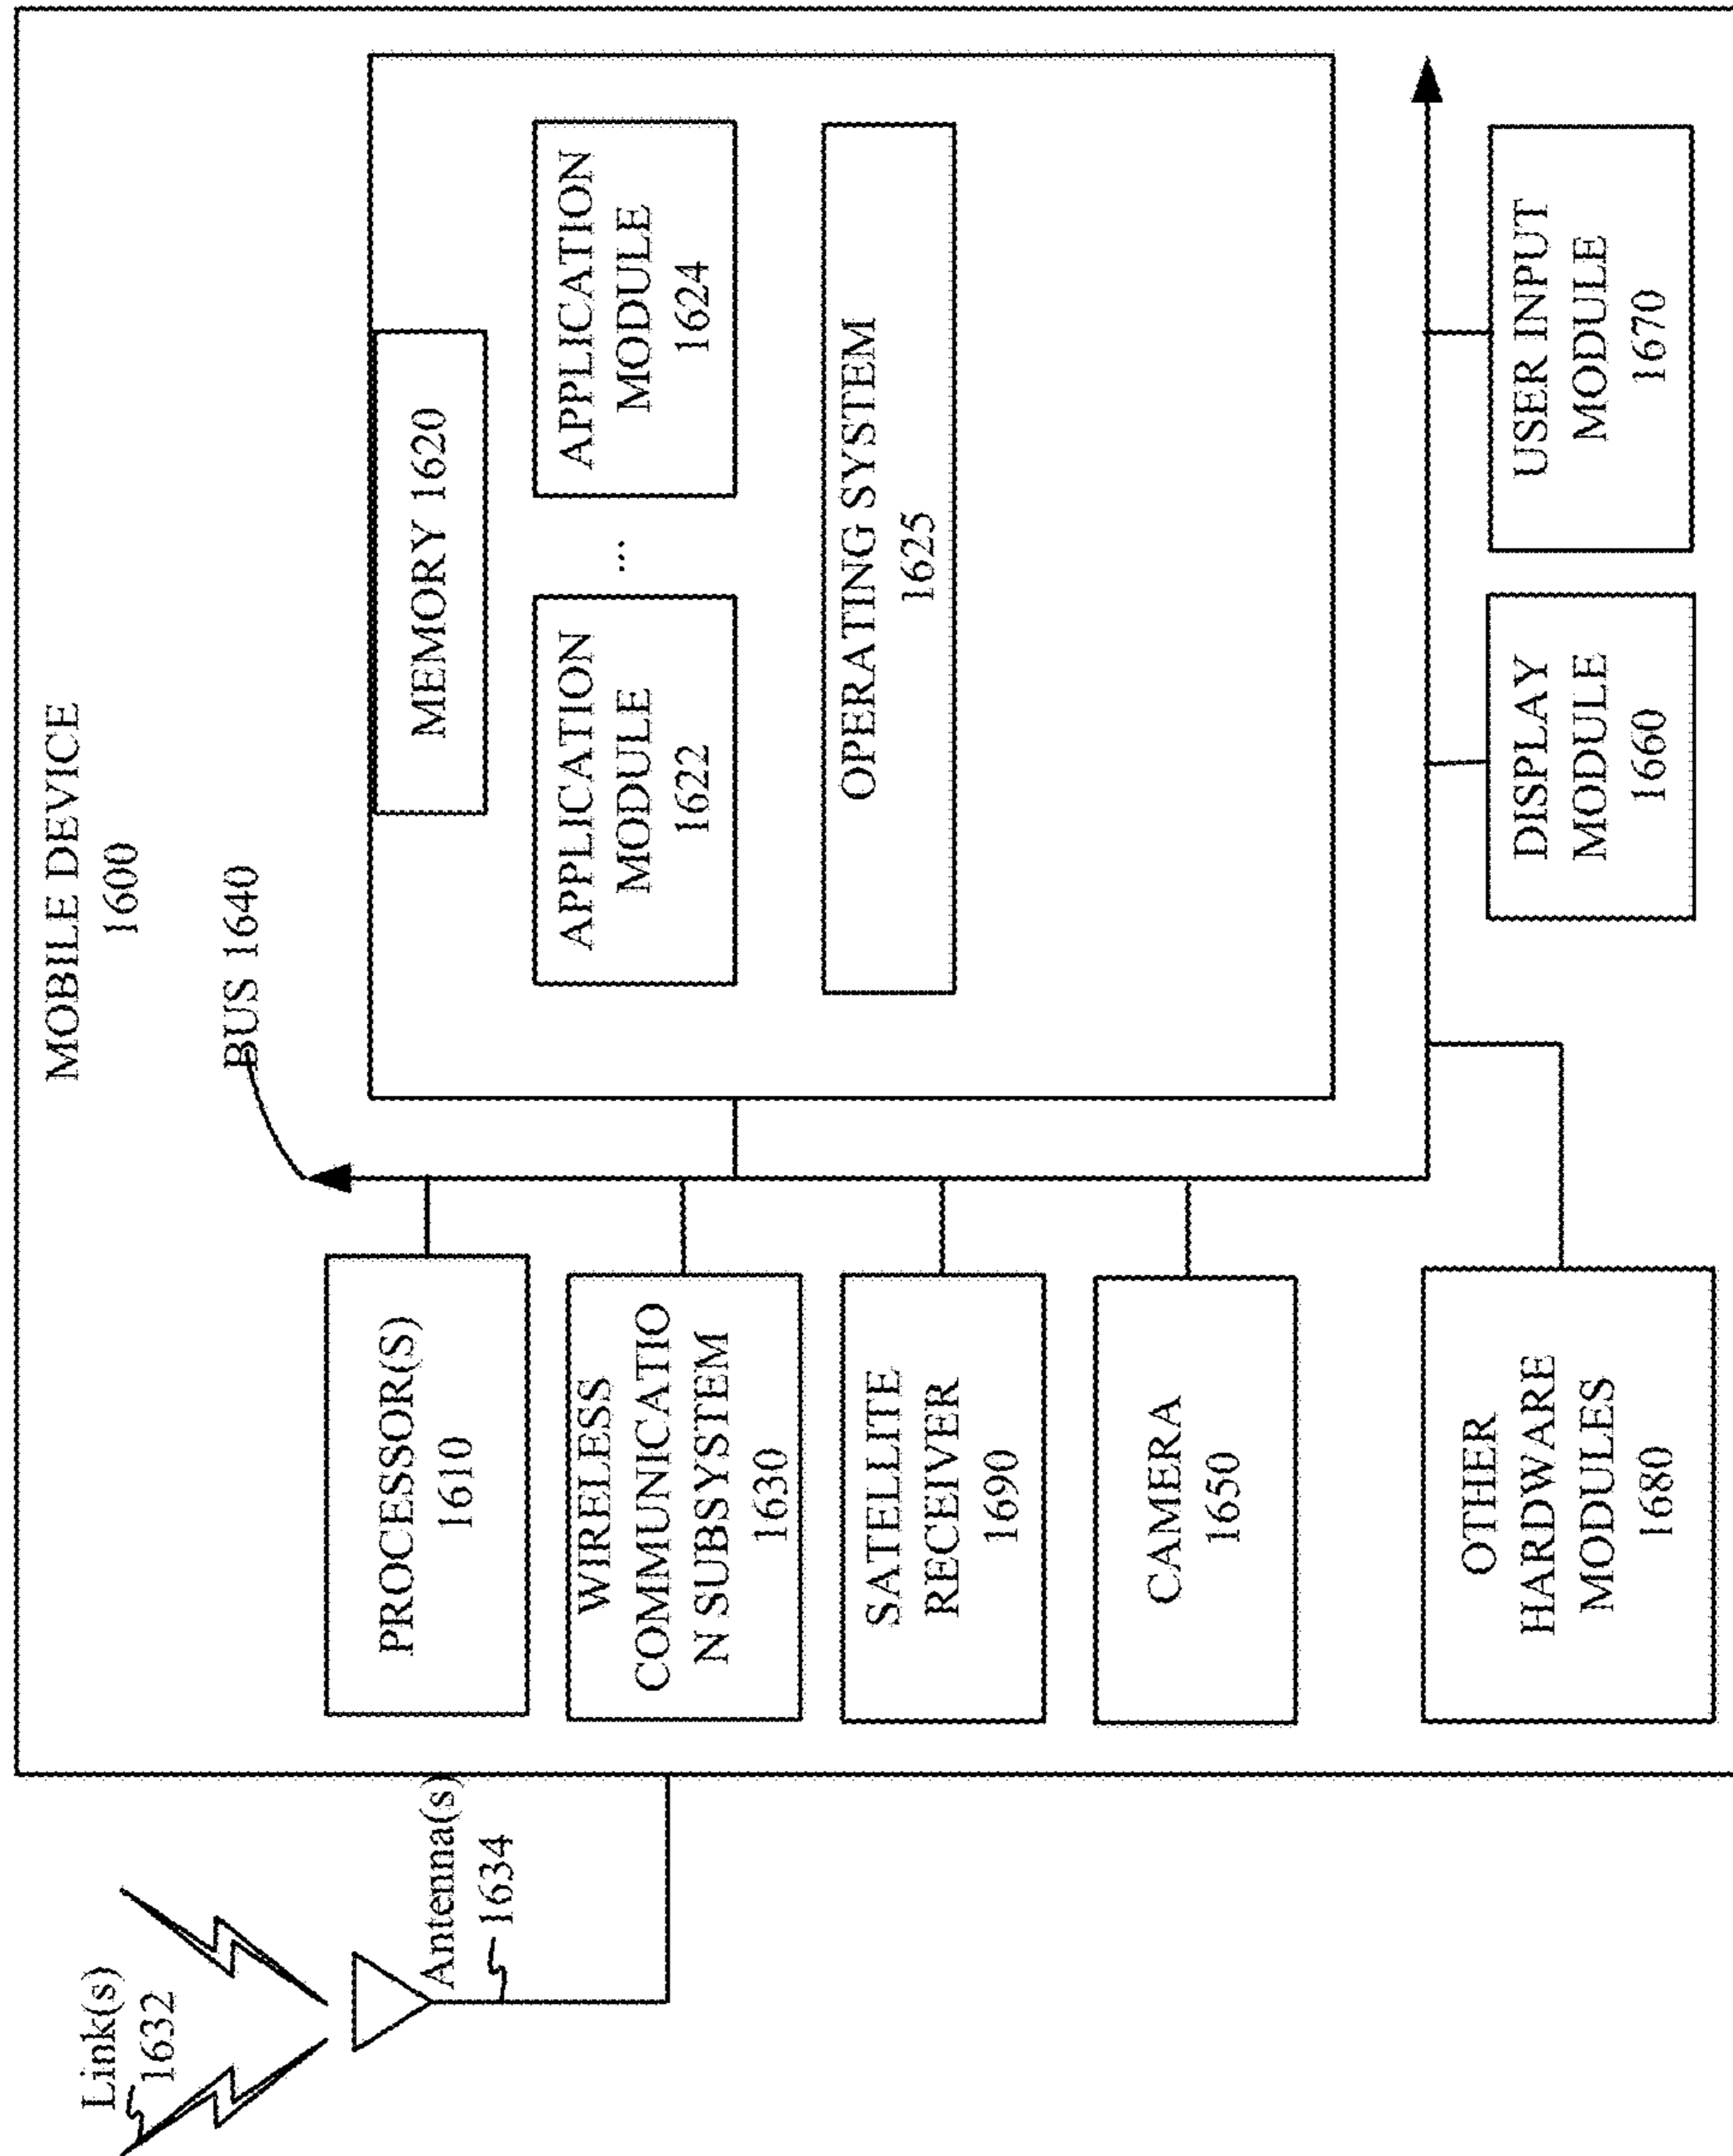 MOBILE DEVICE
1600
Link(s)
1632
Antenna(s)
1634
BUS 1640
PROCESSOR(S)
1610
WIRELESS
COMMUNICATIO
N SUBSYSTEM
1630
SATELLITE
RECEIVER
1690
CAMERA
1650
OTHER
HARDWARE
MODULES
1680
MEMORY 1620
APPLICATION
MODULE
1622
...
APPLICATION
MODULE
1624
OPERATING SYSTEM
1625
DISPLAY
MODULE
1660
USER INPUT
MODULE
1670